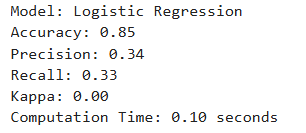 Model: Logistic Regression
Accuracy: 0.85
Precision: 0.34
Recall: 0.33
Kappa: 0.00
Computation Time: 0.10 seconds